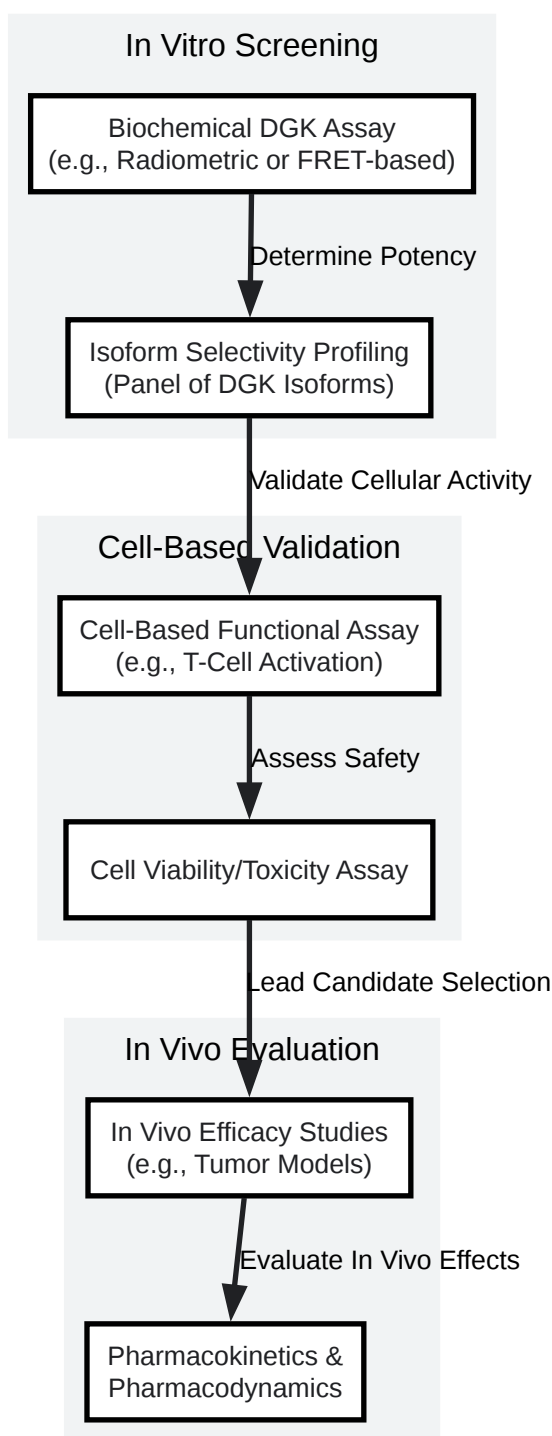 In Vitro Screening
Biochemical DGK Assay
(e.g., Radiometric or FRET-based)
Determine Potency
Isoform Selectivity Profiling
(Panel of DGK Isoforms)
Validate Cellular Activity
Cell-Based Validation
Cell-Based Functional Assay
(e.g., T-Cell Activation)
Assess Safety
Cell Viability/Toxicity Assay
Lead Candidate Selection
In Vivo Evaluation
In Vivo Efficacy Studies
(e.g., Tumor Models)
Evaluate In Vivo Effects
Pharmacokinetics &
Pharmacodynamics